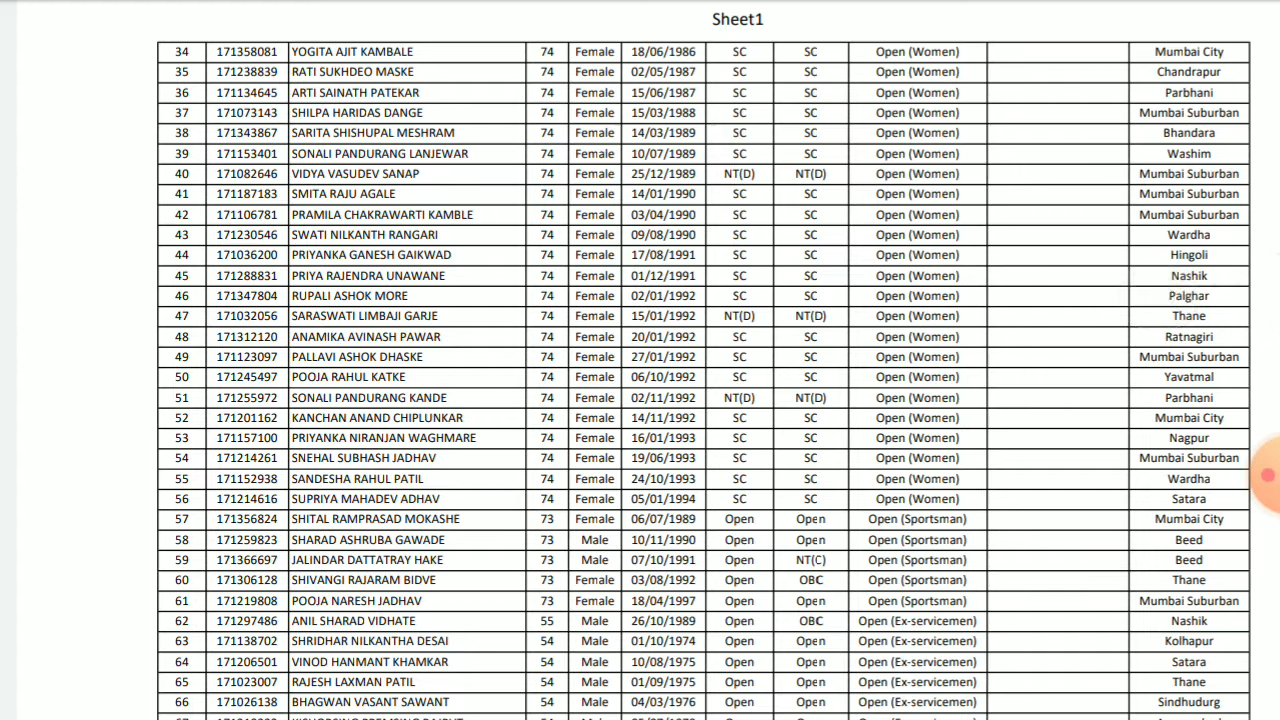 Sheet1
34 171358081 YOGITA AJIT KAMBALE 74 Female 18/06/1986 SC SC Open (Women) Mumbai City
35 171238839 RATI SUKHDEO MASKE 74 Female 02/05/1987 SC SC Open (Women) Chandrapur
36 171134645 ARTI SAINATH PATEKAR 74 Female 15/06/1987 SC SC Open (Women) Parbhani
37 171073143 SHILPA HARIDAS DANGE 74 Female 15/03/1988 SC SC Open (Women) Mumbai Suburban
38 171343867 SARITA SHISHUPAL MESHRAM 74 Female 14/03/1989 SC SC Open (Women) Bhandara
39 171153401 SONALI PANDURANG LANJEWAR 74 Female 10/07/1989 SC SC Open (Women) Washim
40 171082646 VIDYA VASUDEV SANAP 74 Female 25/12/1989 NT(D) NT(D) Open (Women) Mumbai Suburban
41 171187183 SMITA RAJU AGALE 74 Female 14/01/1990 SC SC Open (Women) Mumbai Suburban
42 171106781 PRAMILA CHAKRAWARTI KAMBLE 74 Female 03/04/1990 SC SC Open (Women) Mumbai Suburban
43 171230546 SWATI NILKANTH RANGARI 74 Female 09/08/1990 SC SC Open (Women) Wardha
44 171036200 PRIYANKA GANESH GAIKWAD 74 Female 17/08/1991 SC SC Open (Women) Hingoli
45 171288831 PRIYA RAJENDRA UNAWANE 74 Female 01/12/1991 SC SC Open (Women) Nashik
46 171347804 RUPALI ASHOK MORE 74 Female 02/01/1992 SC SC Open (Women) Palghar
47 171032056 SARASWATI LIMBAJI GARJE 74 Female 15/01/1992 NT(D) NT(D) Open (Women) Thane
48 171312120 ANAMIKA AVINASH PAWAR 74 Female 20/01/1992 SC SC Open (Women) Ratnagiri
49 171123097 PALLAVI ASHOK DHASKE 74 Female 27/01/1992 SC SC Open (Women) Mumbai Suburban
50 171245497 POOJA RAHUL KATKE 74 Female 06/10/1992 SC SC Open (Women) Yavatmal
51 171255972 SONALI PANDURANG KANDE 74 Female 02/11/1992 NT(D) NT(D) Open (Women) Parbhani
52 171201162 KANCHAN ANAND CHIPLUNKAR 74 Female 14/11/1992 SC SC Open (Women) Mumbai City
53 171157100 PRIYANKA NIRANJAN WAGHMARE 74 Female 16/01/1993 SC SC Open (Women) Nagpur
54 171214261 SNEHAL SUBHASH JADHAV 74 Female 19/06/1993 SC SC Open (Women) Mumbai Suburban
55 171152938 SANDESHA RAHUL PATIL 74 Female 24/10/1993 SC SC Open (Women) Wardha
56 171214616 SUPRIYA MAHADEV ADHAV 74 Female 05/01/1994 SC SC Open (Women) Satara
57 171356824 SHITAL RAMPRASAD MOKASHE 73 Female 06/07/1989 Open Open Open (Sportsman) Mumbai City
58 171259823 SHARAD ASHRUBA GAWADE 73 Male 10/11/1990 Open Open Open (Sportsman) Beed
59 171366697 JALINDAR DATTATRAY HAKE 73 Male 07/10/1991 Open NT(C) Open (Sportsman) Beed
60 171306128 SHIVANGI RAJARAM BIDVE 73 Female 03/08/1992 Open OBC Open (Sportsman) Thane
61 171219808 POOJA NARESH JADHAV 73 Female 18/04/1997 Open Open Open (Sportsman) Mumbai Suburban
62 171297486 ANIL SHARAD VIDHATE 55 Male 26/10/1989 Open OBC Open (Ex-servicemen) Nashik
63 171138702 SHRIDHAR NILKANTHA DESAI 54 Male 01/10/1974 Open Open Open (Ex-servicemen) Kolhapur
64 171206501 VINOD HANMANT KHAMKAR 54 Male 10/08/1975 Open Open Open (Ex-servicemen) Satara
65 171023007 RAJESH LAXMAN PATIL 54 Male 01/09/1975 Open Open Open (Ex-servicemen) Thane
66 171026138 BHAGWAN VASANT SAWANT 54 Male 04/03/1976 Open Open Open (Ex-servicemen) Sindhudurg